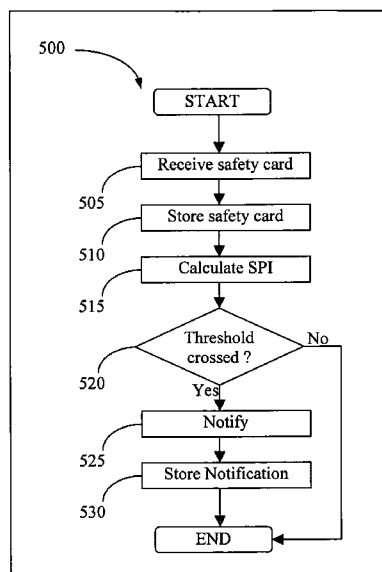 500
START
Receive safety card
505
Store safety card
510
Calculate SPI
515
Threshold
crossed ?
No
520
Yes
Notify
525
Store Notification
530
END